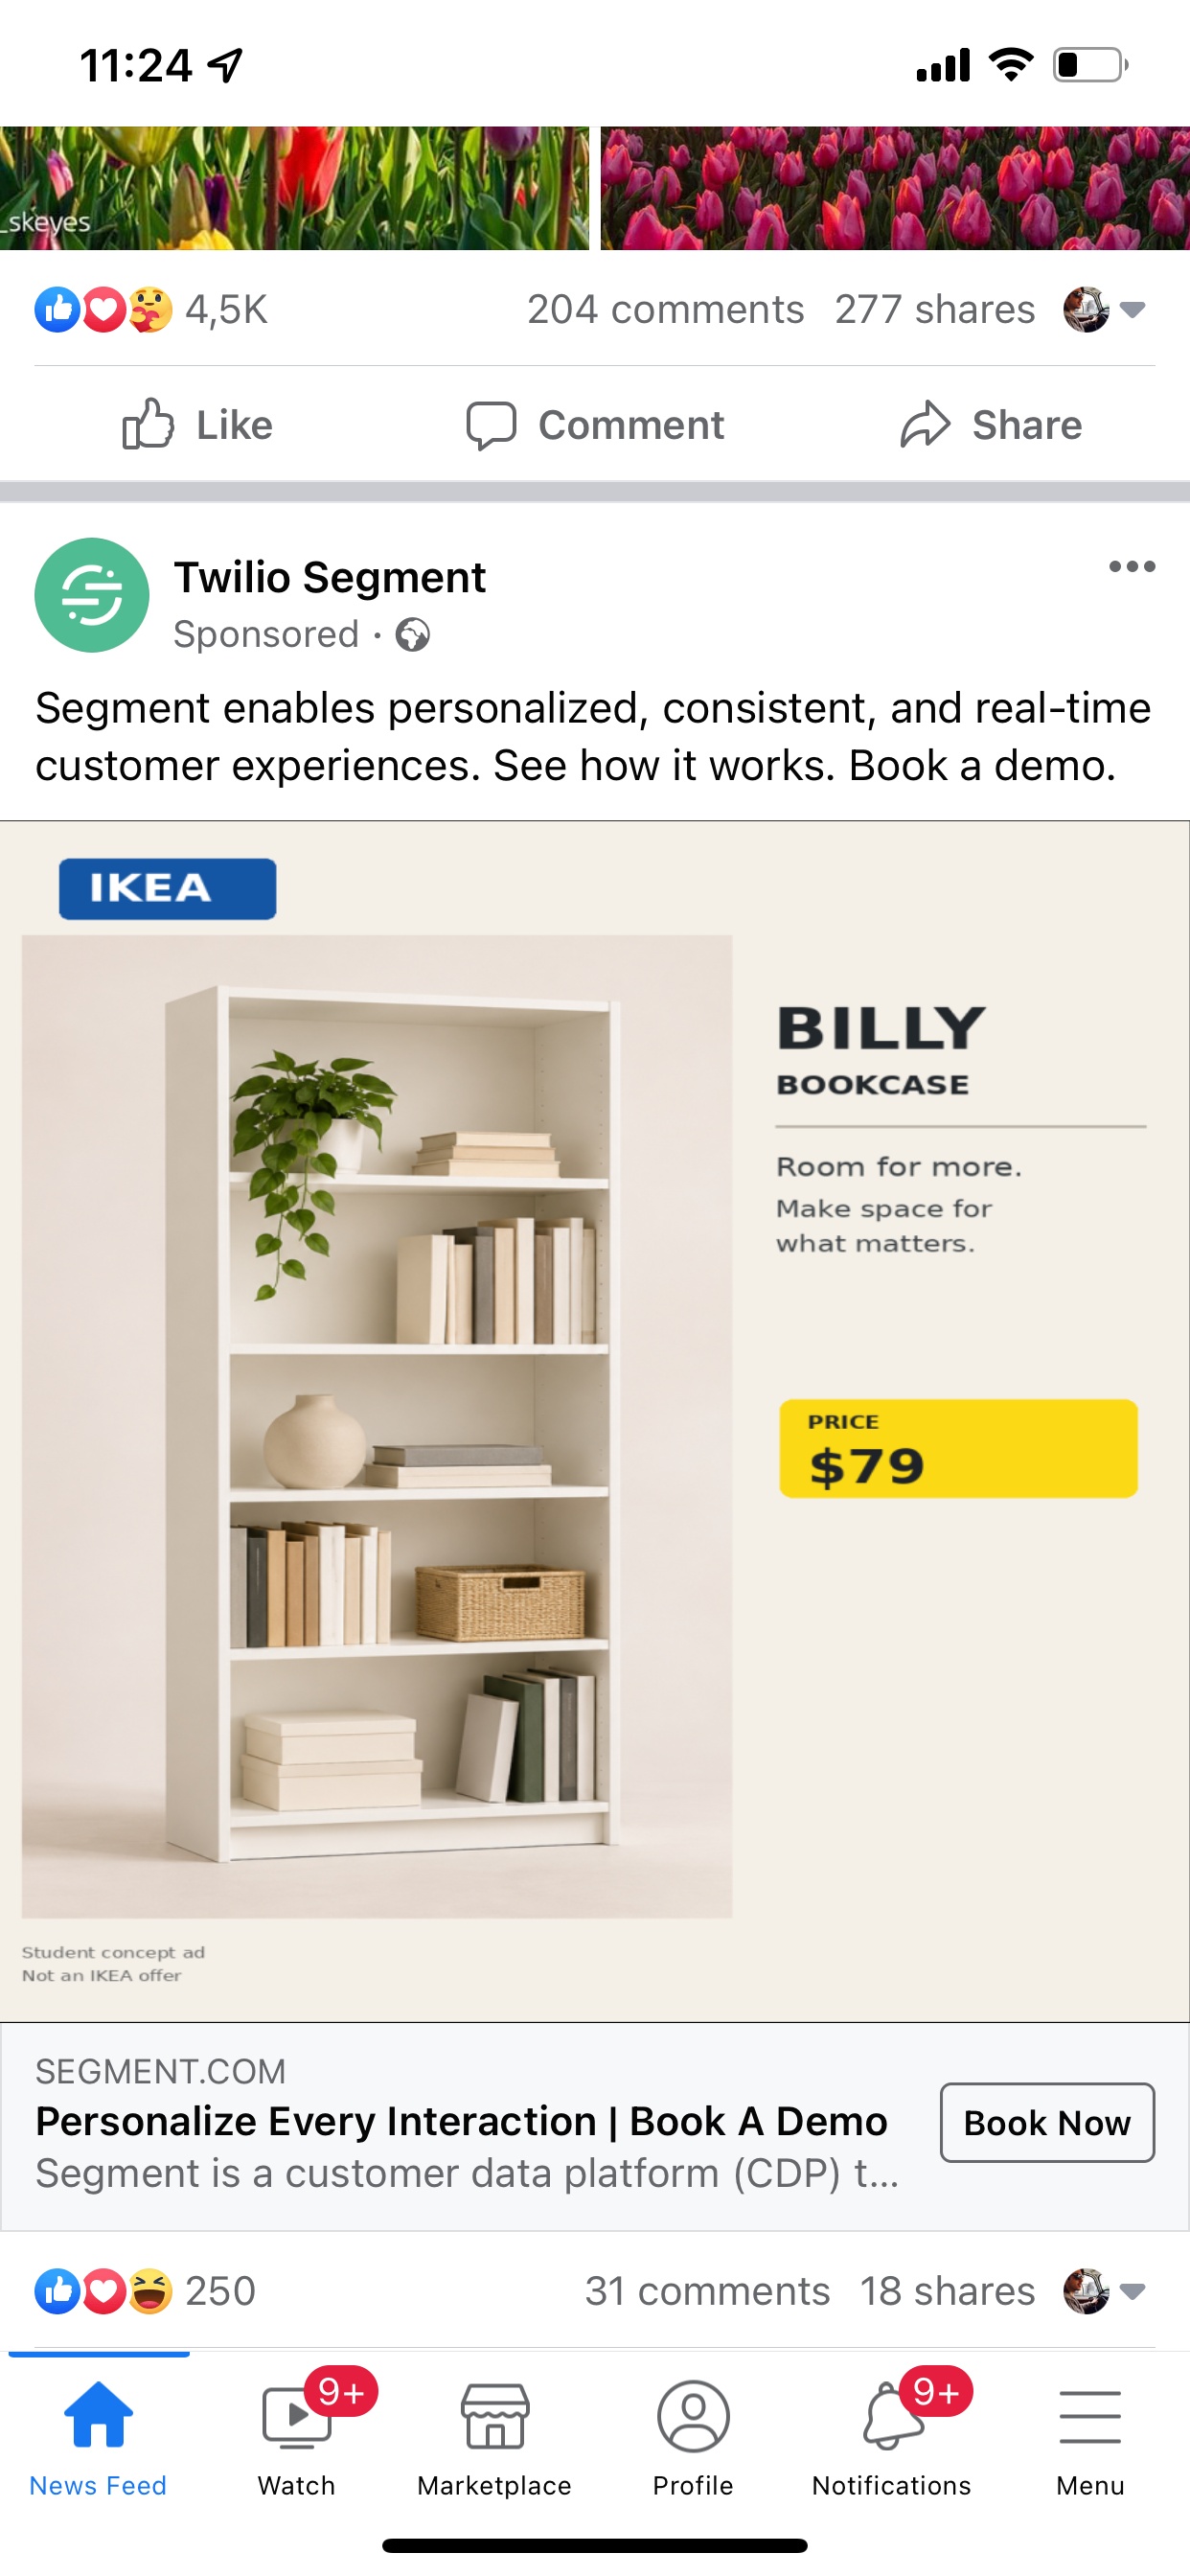 11:24
_skeyes
4,5K 204 comments 277 shares
Like Comment Share
Twilio Segment
Sponsored ·
Segment enables personalized, consistent, and real-time
customer experiences. See how it works. Book a demo.
IKEA
BILLY
BOOKCASE
Room for more.
Make space for
what matters.
PRICE
$79
Student concept ad
Not an IKEA offer
SEGMENT.COM
Personalize Every Interaction | Book A Demo
Segment is a customer data platform (CDP) t...
Book Now
250 31 comments 18 shares
9+ 9+
News Feed Watch Marketplace Profile Notifications Menu